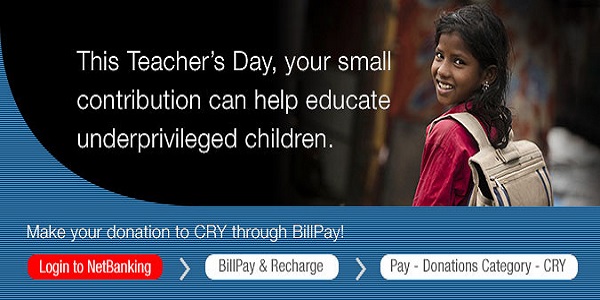 This Teacher's Day, your small
contribution can help educate
underprivileged children.
Make your donation to CRY through BillPay!
Login to NetBanking > BillPay & Recharge > Pay - Donations Category - CRY